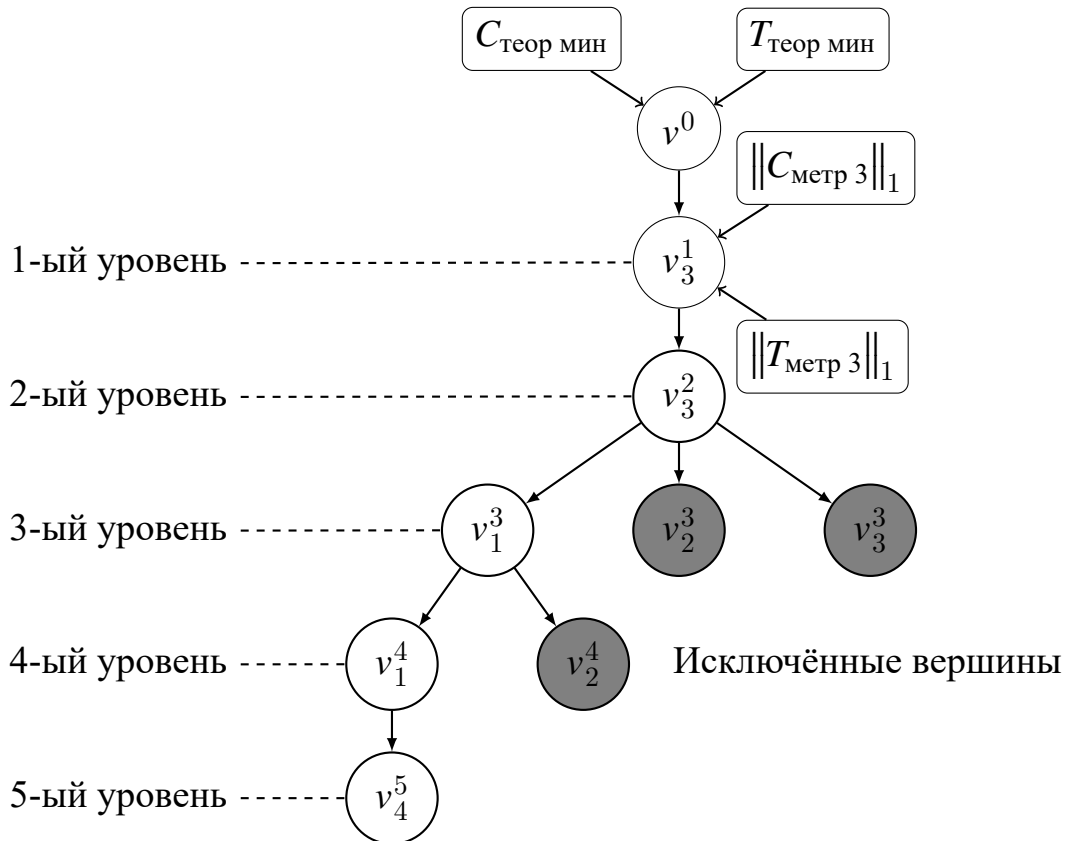 C теор мин
T теор мин
v^0
‖C метр 3‖_1
1-ый уровень
v_3^1
‖T метр 3‖_1
2-ый уровень
v_3^2
3-ый уровень
v_1^3
v_2^3
v_3^3
4-ый уровень
v_1^4
v_2^4
Исключённые вершины
5-ый уровень
v_4^5